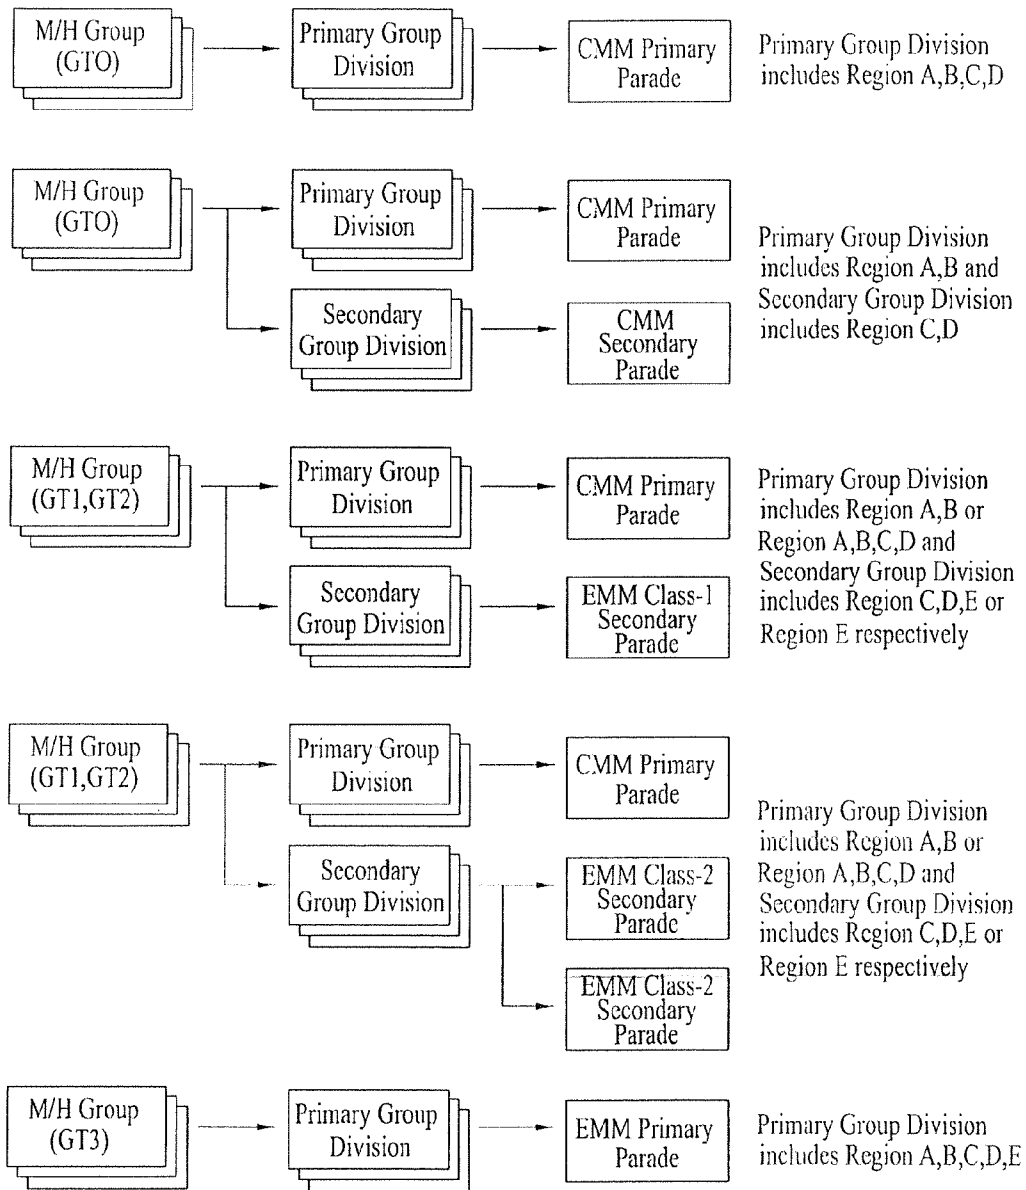 M/H Group
(GTO)
Primary Group
Division
CMM Primary
Parade
Primary Group Division
includes Region A,B,C,D
M/H Group
(GTO)
Primary Group
Division
CMM Primary
Parade
Secondary
Group Division
CMM
Secondary
Parade
Primary Group Division
includes Region A,B and
Secondary Group Division
includes Region C,D
M/H Group
(GT1,GT2)
Primary Group
Division
CMM Primary
Parade
Secondary
Group Division
EMM Class-1
Secondary
Parade
Primary Group Division
includes Region A,B or
Region A,B,C,D and
Secondary Group Division
includes Region C,D,E or
Region E respectively
M/H Group
(GT1,GT2)
Primary Group
Division
CMM Primary
Parade
Secondary
Group Division
EMM Class-2
Secondary
Parade
EMM Class-2
Secondary
Parade
Primary Group Division
includes Region A,B or
Region A,B,C,D and
Secondary Group Division
includes Region C,D,E or
Region E respectively
M/H Group
(GT3)
Primary Group
Division
EMM Primary
Parade
Primary Group Division
includes Region A,B,C,D,E